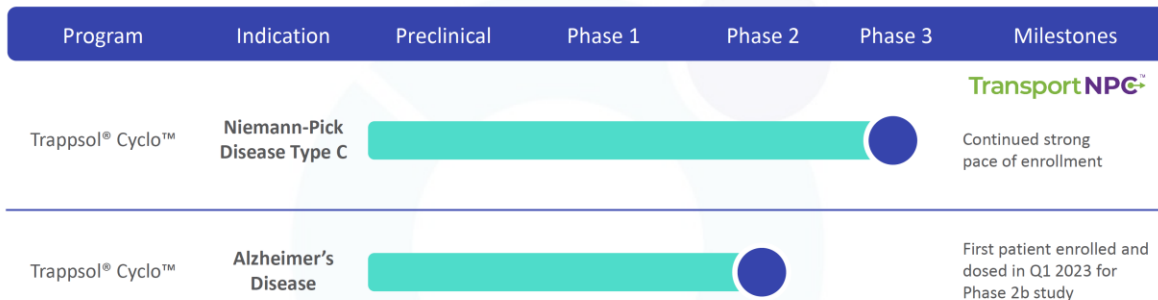 Program Indication Preclinical Phase 1 Phase 2 Phase 3 Milestones
TransportNPC™
Trappsol® Cyclo™
Niemann-Pick
Disease Type C
Continued strong
pace of enrollment
Trappsol® Cyclo™
Alzheimer’s
Disease
First patient enrolled and
dosed in Q1 2023 for
Phase 2b study